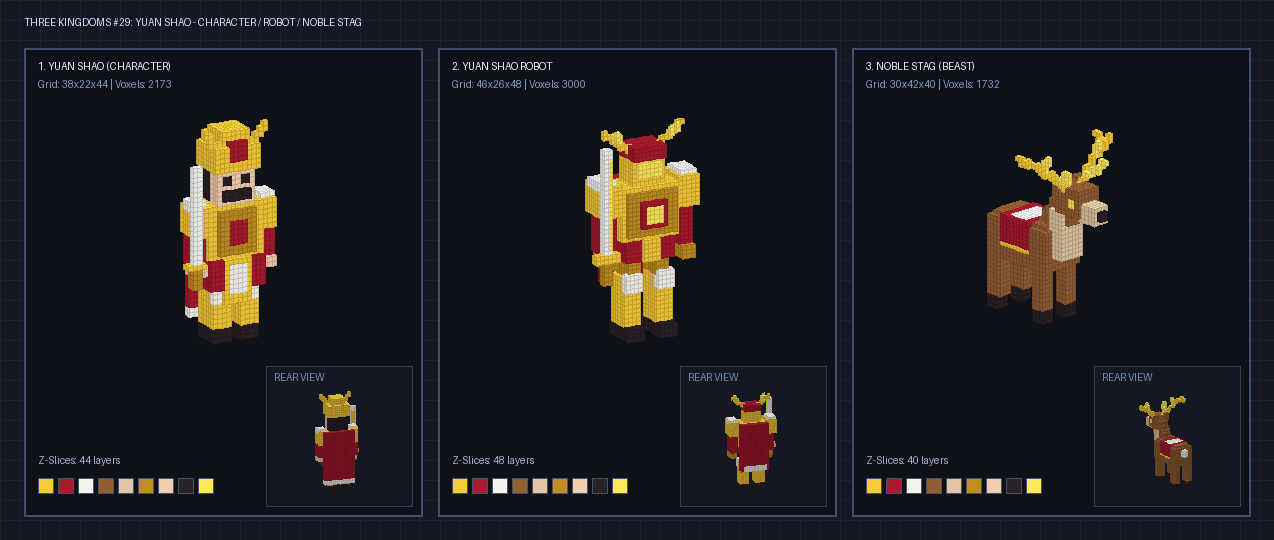 THREE KINGDOMS #29: YUAN SHAO - CHARACTER / ROBOT / NOBLE STAG
1. YUAN SHAO (CHARACTER)
Grid: 38x22x44 | Voxels: 2173
REAR VIEW
Z-Slices: 44 layers
2. YUAN SHAO ROBOT
Grid: 46x26x48 | Voxels: 3000
REAR VIEW
Z-Slices: 48 layers
3. NOBLE STAG (BEAST)
Grid: 30x42x40 | Voxels: 1732
REAR VIEW
Z-Slices: 40 layers